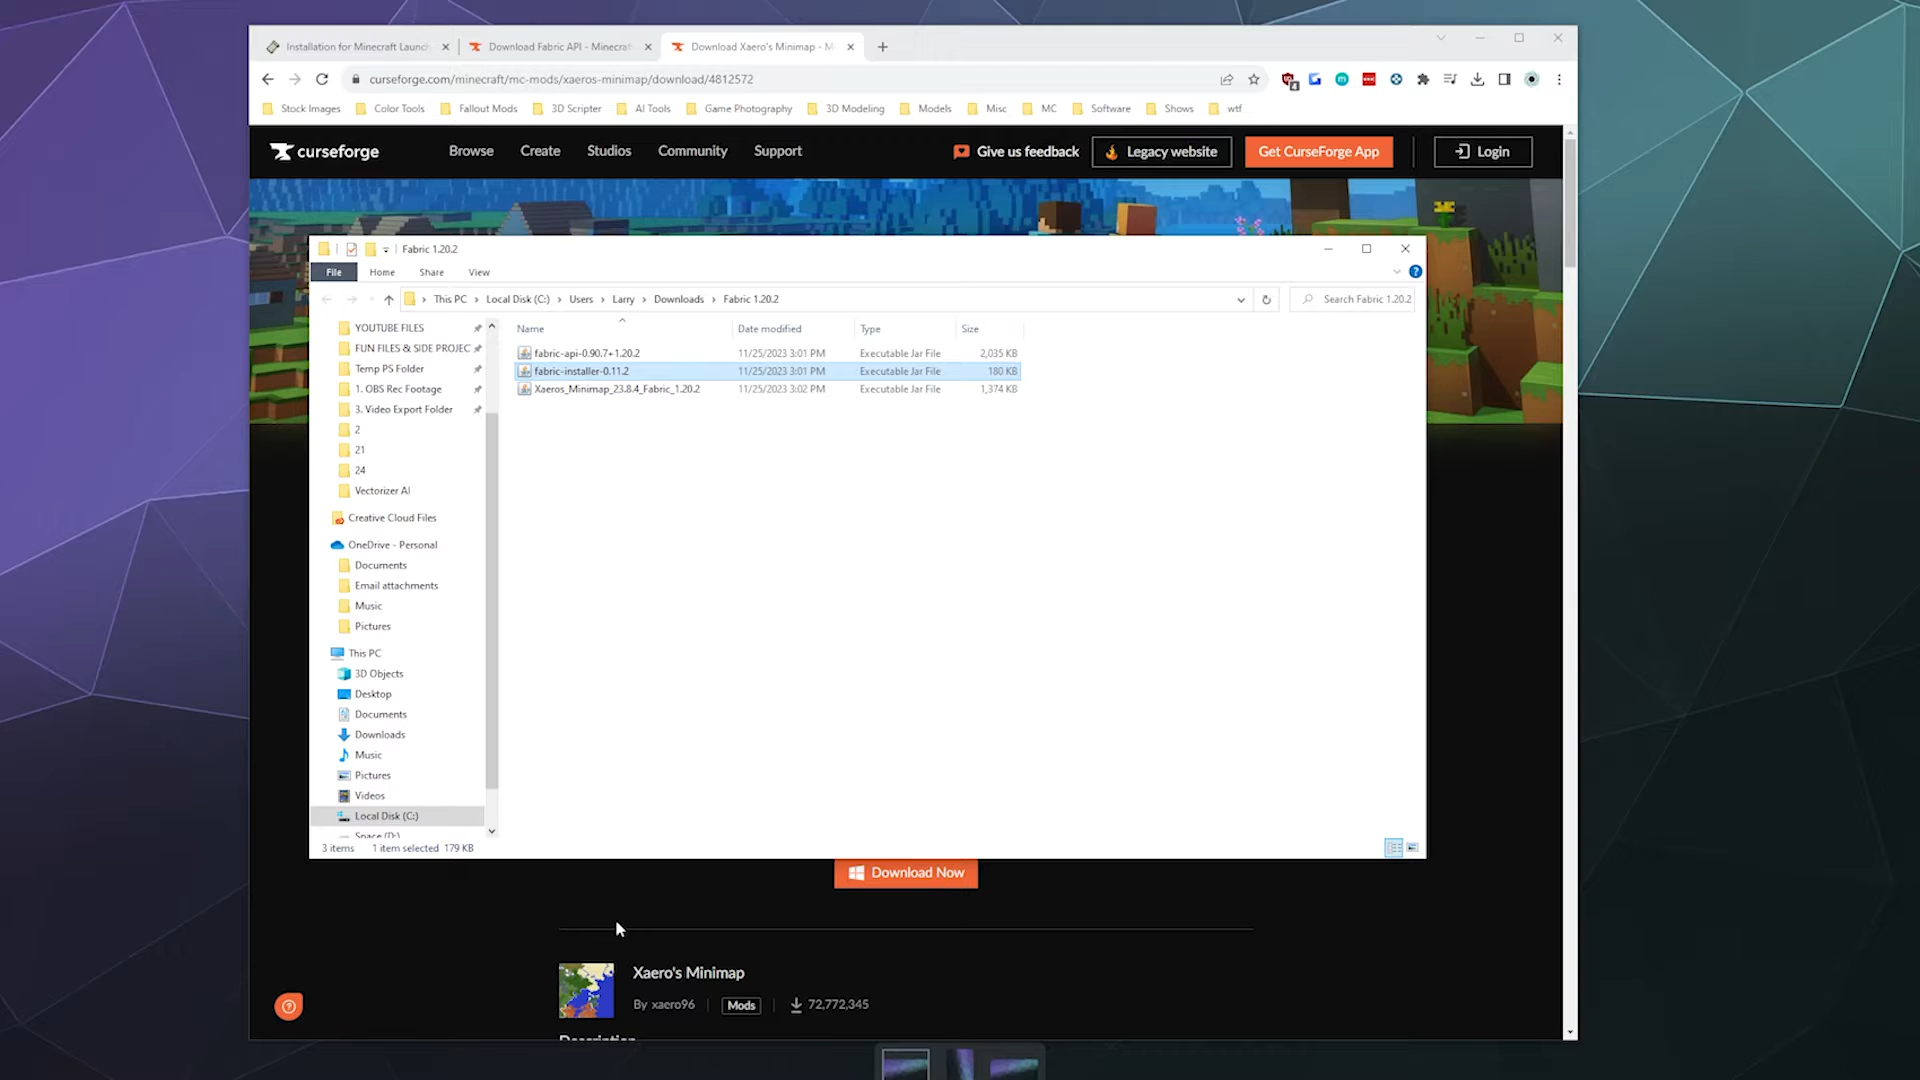 Installation for Minecraft Launch
Download Fabric API - Minecraft
Download Xaero's Minimap - M
curseforge.com/minecraft/mc-mods/xaeros-minimap/download/4812572
Stock Images
Color Tools
Fallout Mods
3D Scripter
AI Tools
Game Photography
3D Modeling
Models
Misc
MC
Software
Shows
wtf
curseforge
Browse
Create
Studios
Community
Support
Give us feedback
Legacy website
Get CurseForge App
Login
Fabric 1.20.2
File
Home
Share
View
This PC > Local Disk (C:) > Users > Larry > Downloads > Fabric 1.20.2
Search Fabric 1.20.2
YOUTUBE FILES
FUN FILES & SIDE PROJEC
Temp PS Folder
1. OBS Rec Footage
3. Video Export Folder
2
21
24
Vectorizer AI
Creative Cloud Files
OneDrive - Personal
Documents
Email attachments
Music
Pictures
This PC
3D Objects
Desktop
Documents
Downloads
Music
Pictures
Videos
Local Disk (C:)
Space (D:)
Name Date modified Type Size
fabric-api-0.90.7+1.20.2 11/25/2023 3:01 PM Executable Jar File 2,035 KB
fabric-installer-0.11.2 11/25/2023 3:01 PM Executable Jar File 180 KB
Xaeros_Minimap_23.8.4_Fabric_1.20.2 11/25/2023 3:02 PM Executable Jar File 1,374 KB
3 items 1 item selected 179 KB
Download Now
Xaero's Minimap
By xaero96 Mods 72,772,345
Description